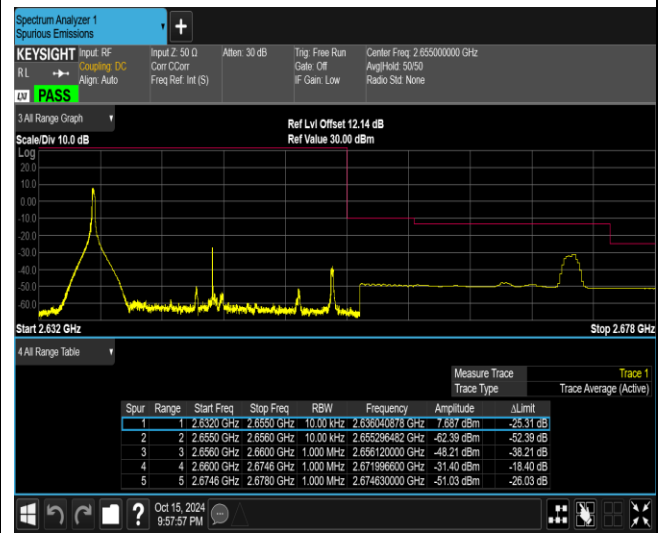 Spectrum Analyzer 1
Spurious Emissions
+
KEYSIGHT Input: RF Input Z: 50 Ω Atten: 30 dB Trig: Free Run Center Freq: 2.655000000 GHz
RL Coupling: DC Corr CCorr Gate: Off Avg|Hold: 50/50
Align: Auto Freq Ref: Int (S) IF Gain: Low Radio Std: None
LXI PASS
3 All Range Graph
Ref Lvl Offset 12.14 dB
Scale/Div 10.0 dB Ref Value 30.00 dBm
Log
20.0
10.0
0.00
-10.0
-20.0
-30.0
-40.0
-50.0
-60.0
Start 2.632 GHz Stop 2.678 GHz
4 All Range Table
Measure Trace Trace 1
Trace Type Trace Average (Active)
Spur Range Start Freq Stop Freq RBW Frequency Amplitude ΔLimit
1 1 2.6320 GHz 2.6550 GHz 10.00 kHz 2.636040878 GHz 7.687 dBm -25.31 dB
2 2 2.6550 GHz 2.6560 GHz 10.00 kHz 2.655296482 GHz -62.39 dBm -52.39 dB
3 3 2.6560 GHz 2.6600 GHz 1.000 MHz 2.656120000 GHz -48.21 dBm -38.21 dB
4 4 2.6600 GHz 2.6746 GHz 1.000 MHz 2.671996600 GHz -31.40 dBm -18.40 dB
5 5 2.6746 GHz 2.6780 GHz 1.000 MHz 2.674630000 GHz -51.03 dBm -26.03 dB
? Oct 15, 2024
9:57:57 PM